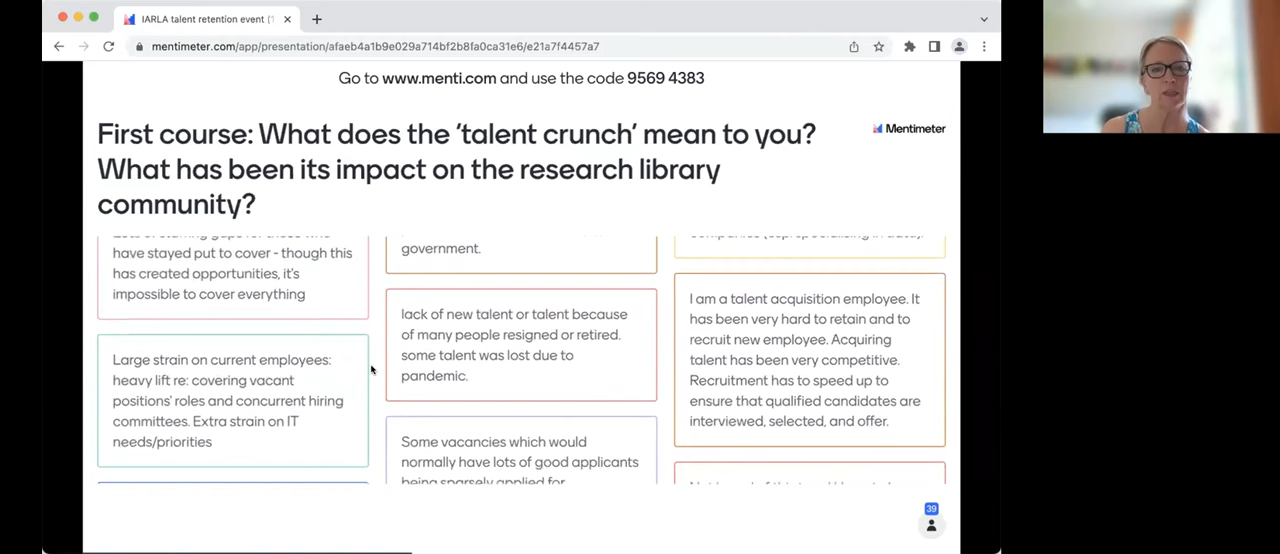 IARLA talent retention event (1
mentimeter.com/app/presentation/afaeb4a1b9e029a714bf2b8fa0ca31e6/e21a7f4457a7
Go to www.menti.com and use the code 9569 4383
First course: What does the 'talent crunch' mean to you?
What has been its impact on the research library
community?
Mentimeter
have stayed put to cover - though this
has created opportunities, it's
impossible to cover everything
Large strain on current employees:
heavy lift re: covering vacant
positions' roles and concurrent hiring
committees. Extra strain on IT
needs/priorities
government.
lack of new talent or talent because
of many people resigned or retired.
some talent was lost due to
pandemic.
Some vacancies which would
normally have lots of good applicants
being sparsely applied for
I am a talent acquisition employee. It
has been very hard to retain and to
recruit new employee. Acquiring
talent has been very competitive.
Recruitment has to speed up to
ensure that qualified candidates are
interviewed, selected, and offer.
39